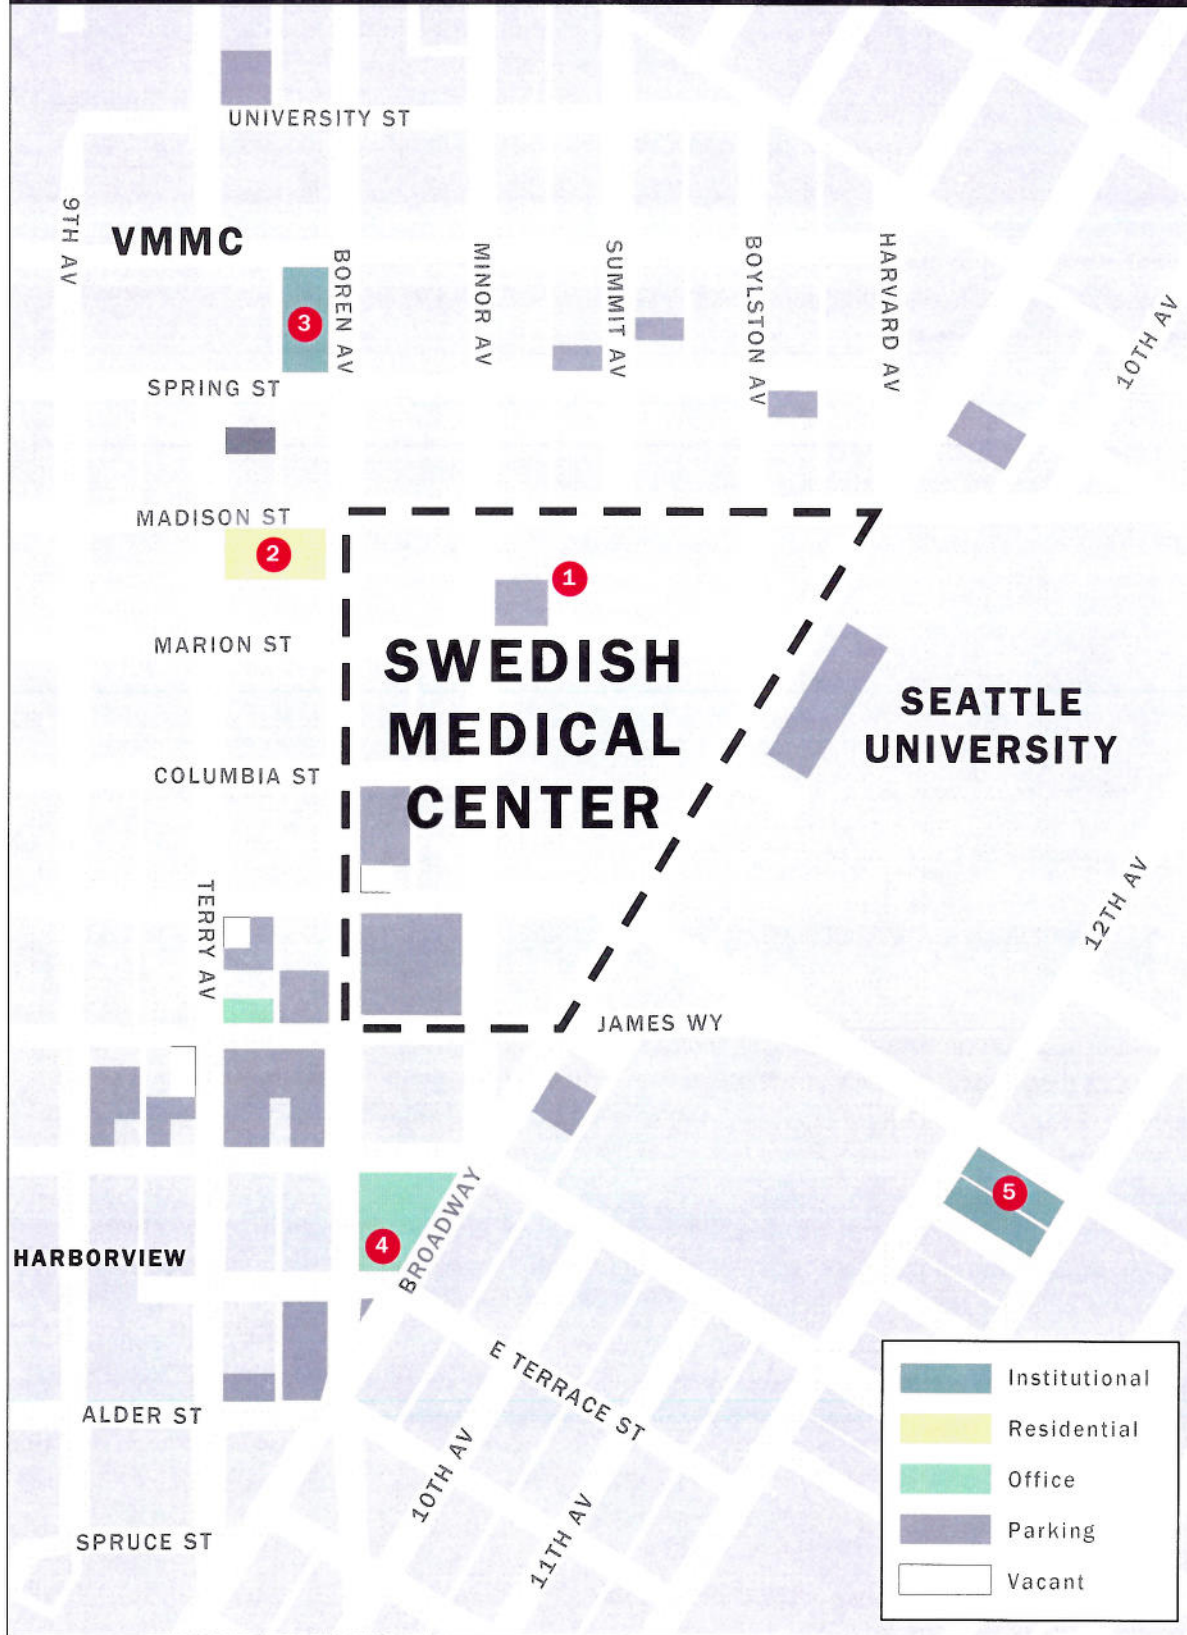 UNIVERSITY ST
9TH AV
VMMC
BOREN AV
MINOR AV
SUMMIT AV
BOYLSTON AV
HARVARD AV
10TH AV
3
SPRING ST
MADISON ST
2
1
MARION ST
SWEDISH
MEDICAL
CENTER
SEATTLE
UNIVERSITY
COLUMBIA ST
TERRY AV
12TH AV
JAMES WY
5
4
BROADWAY
HARBORVIEW
E TERRACE ST
ALDER ST
10TH AV
11TH AV
SPRUCE ST
Institutional
Residential
Office
Parking
Vacant